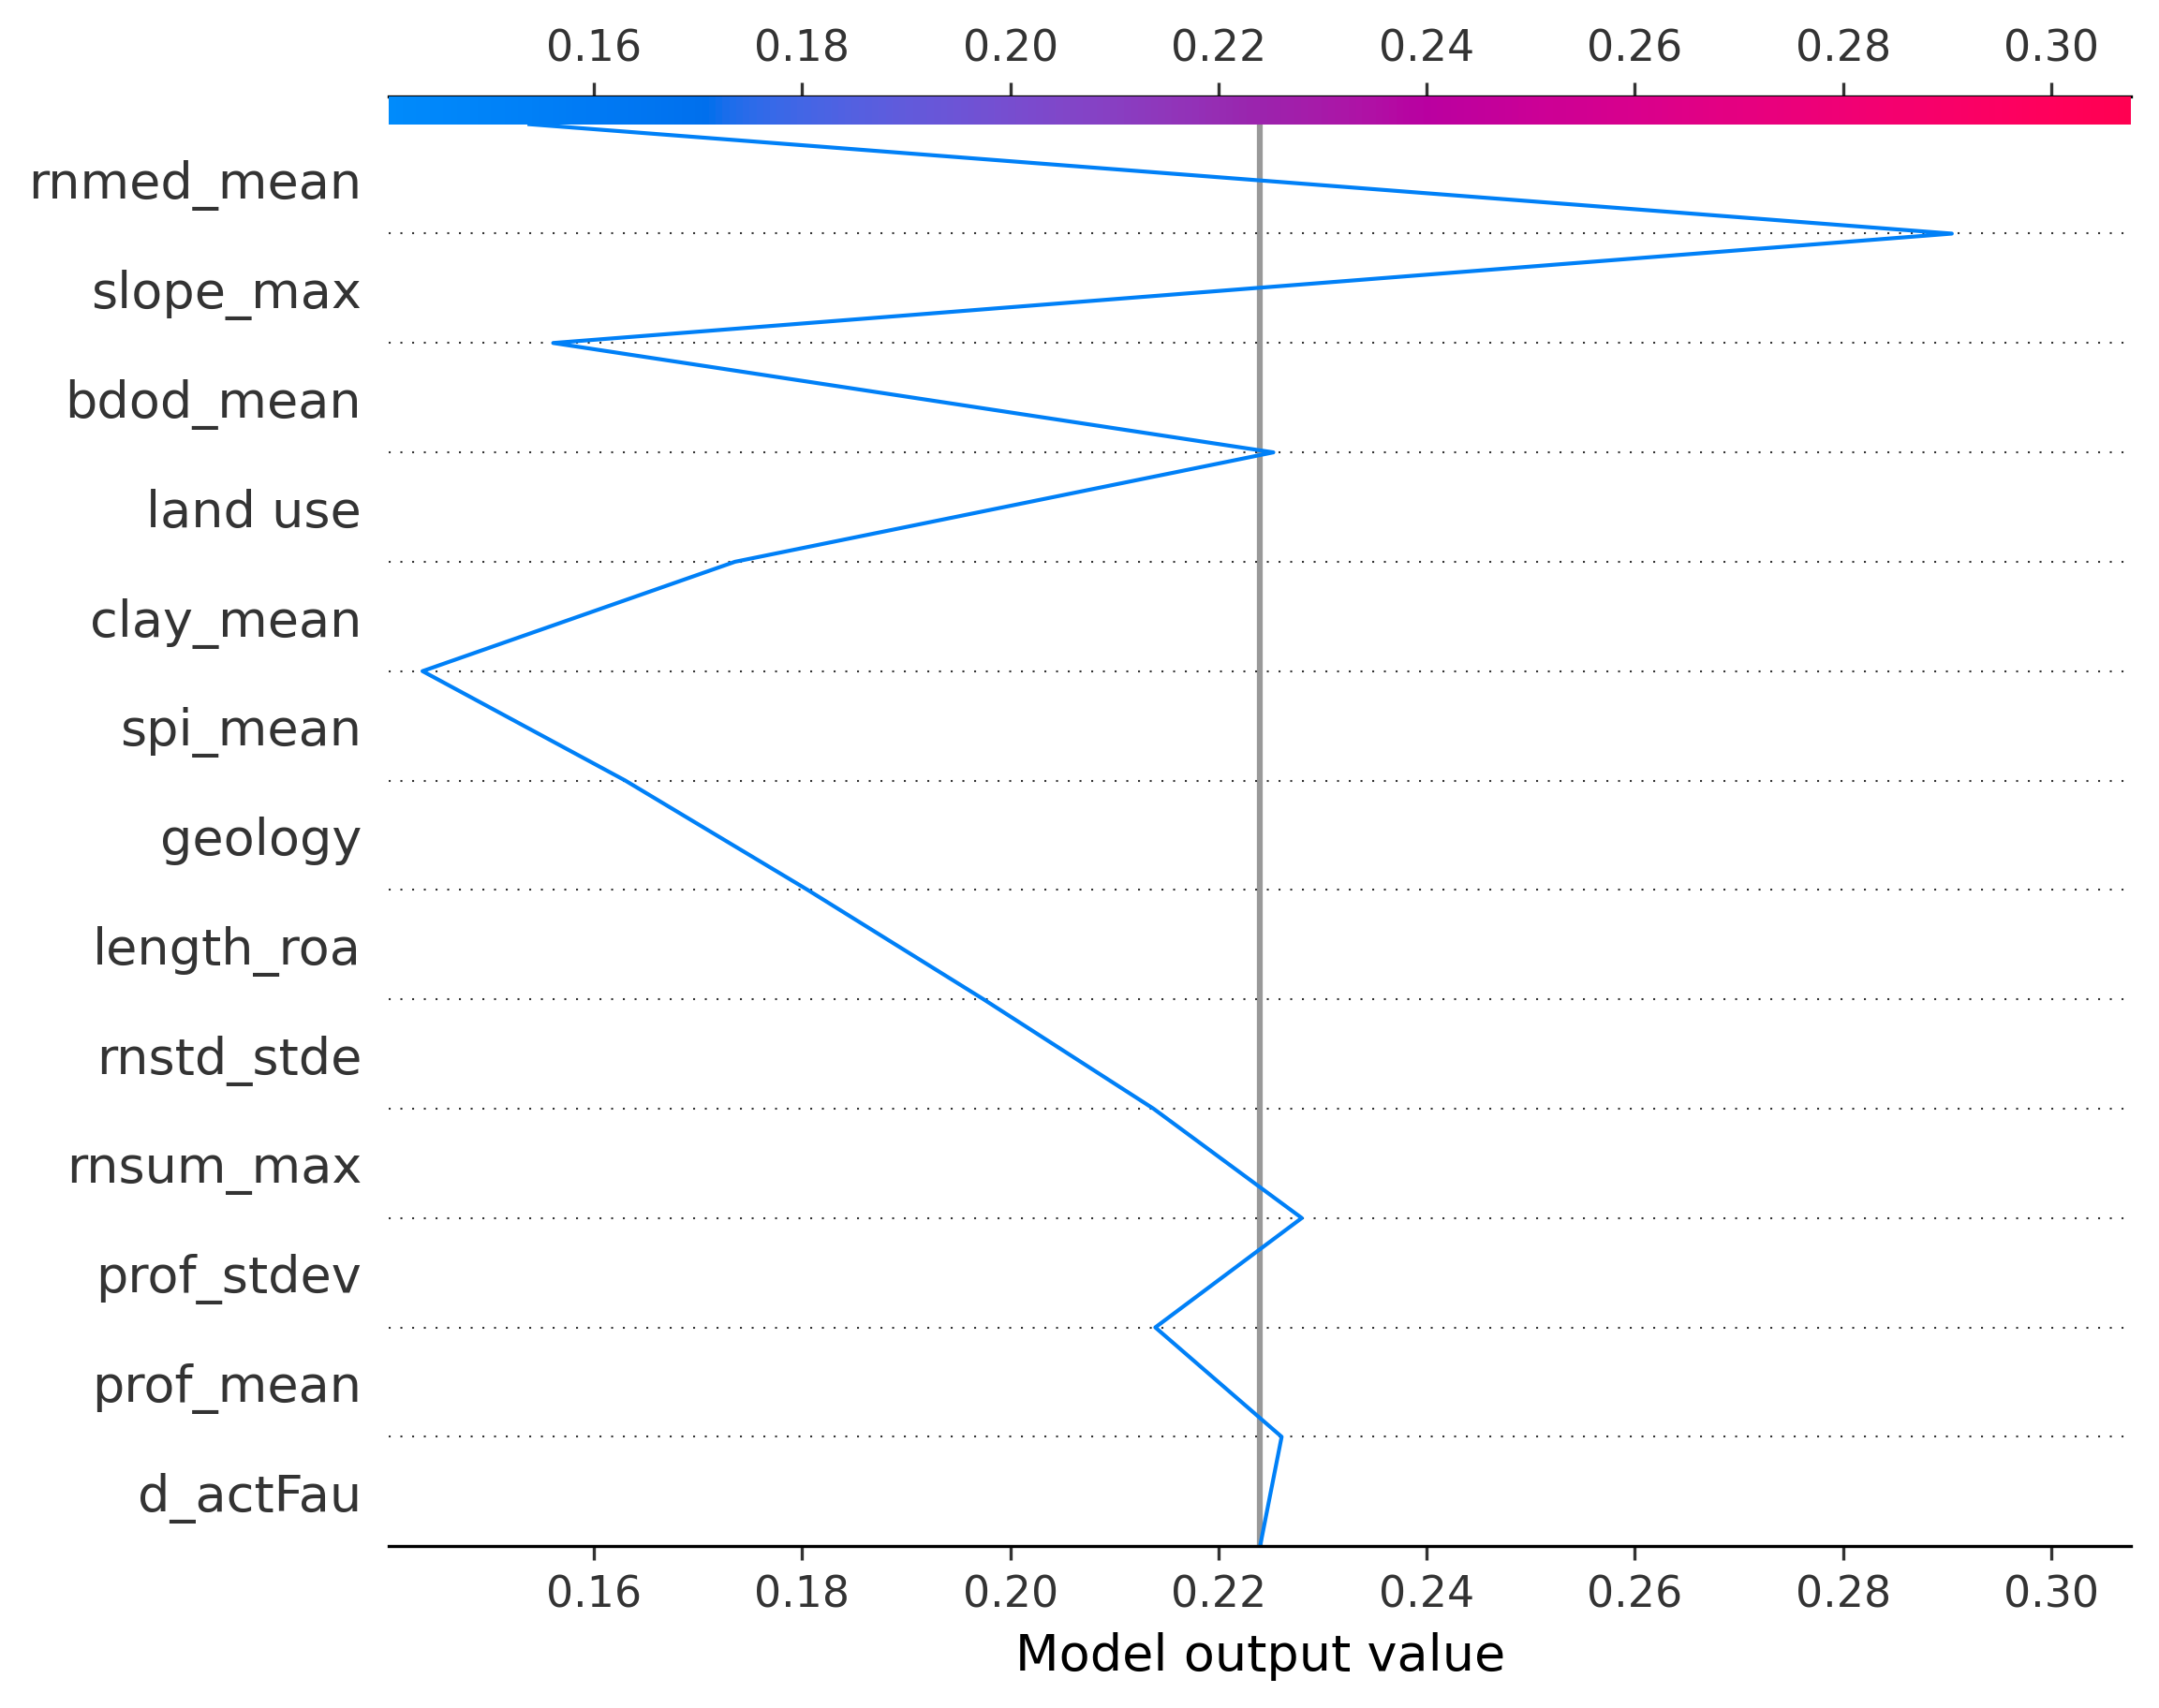 0.16 0.18 0.20 0.22 0.24 0.26 0.28 0.30
rnmed_mean
slope_max
bdod_mean
land use
clay_mean
spi_mean
geology
length_roa
rnstd_stde
rnsum_max
prof_stdev
prof_mean
d_actFau
0.16 0.18 0.20 0.22 0.24 0.26 0.28 0.30
Model output value